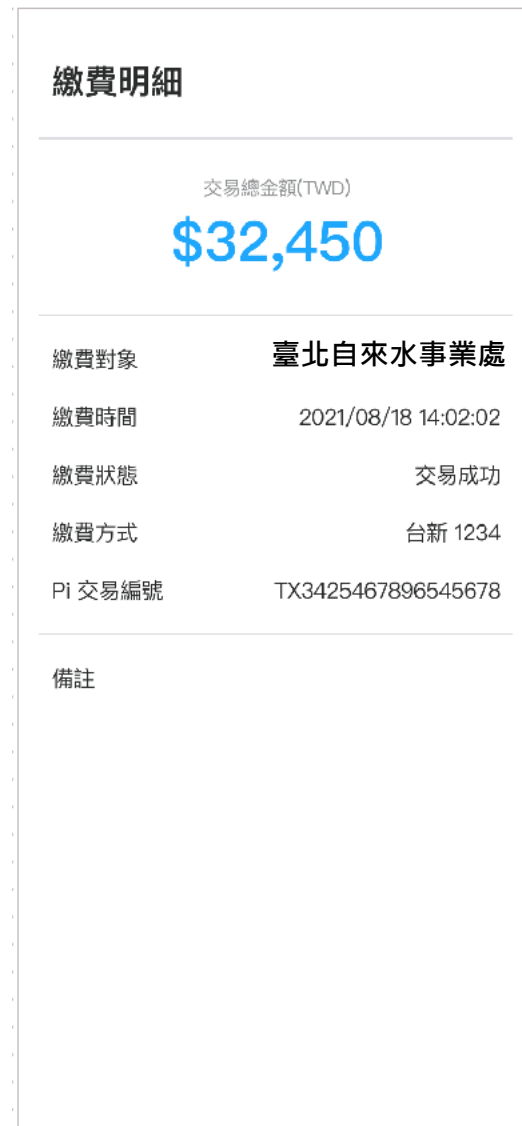 繳費明細
交易總金額(TWD)
$32,450
繳費對象 臺北自來水事業處
繳費時間 2021/08/18 14:02:02
繳費狀態 交易成功
繳費方式 台新 1234
Pi 交易編號 TX3425467896545678
備註